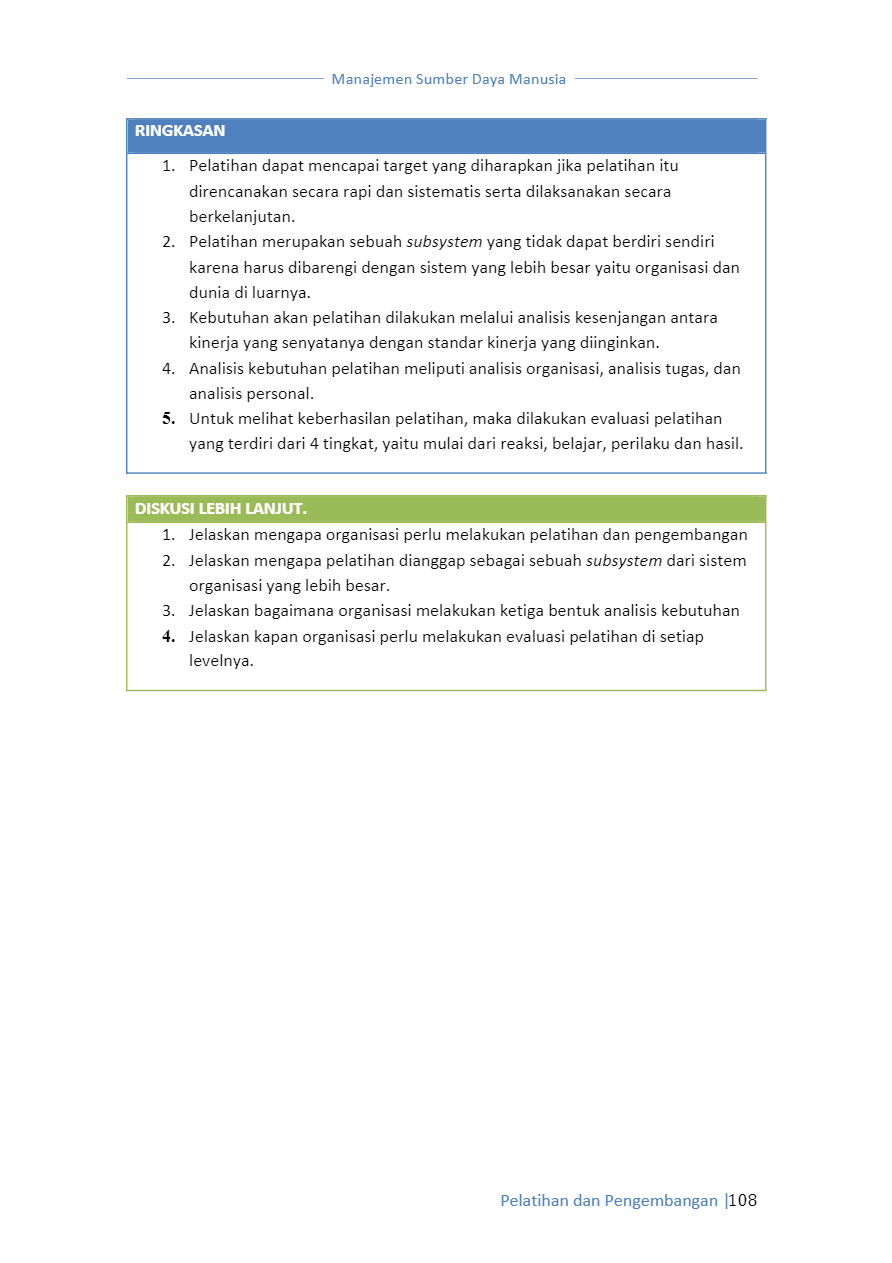 Manajemen Sumber Daya Manusia
RINGKASAN
1. Pelatihan dapat mencapai target yang diharapkan jika pelatihan itu
direncanakan secara rapi dan sistematis serta dilaksanakan secara
berkelanjutan.
2. Pelatihan merupakan sebuah subsystem yang tidak dapat berdiri sendiri
karena harus dibarengi dengan sistem yang lebih besar yaitu organisasi dan
dunia di luarnya.
3. Kebutuhan akan pelatihan dilakukan melalui analisis kesenjangan antara
kinerja yang senyatanya dengan standar kinerja yang diinginkan.
4. Analisis kebutuhan pelatihan meliputi analisis organisasi, analisis tugas, dan
analisis personal.
5. Untuk melihat keberhasilan pelatihan, maka dilakukan evaluasi pelatihan
yang terdiri dari 4 tingkat, yaitu mulai dari reaksi, belajar, perilaku dan hasil.
DISKUSI LEBIH LANJUT.
1. Jelaskan mengapa organisasi perlu melakukan pelatihan dan pengembangan
2. Jelaskan mengapa pelatihan dianggap sebagai sebuah subsystem dari sistem
organisasi yang lebih besar.
3. Jelaskan bagaimana organisasi melakukan ketiga bentuk analisis kebutuhan
4. Jelaskan kapan organisasi perlu melakukan evaluasi pelatihan di setiap
levelnya.
Pelatihan dan Pengembangan |108